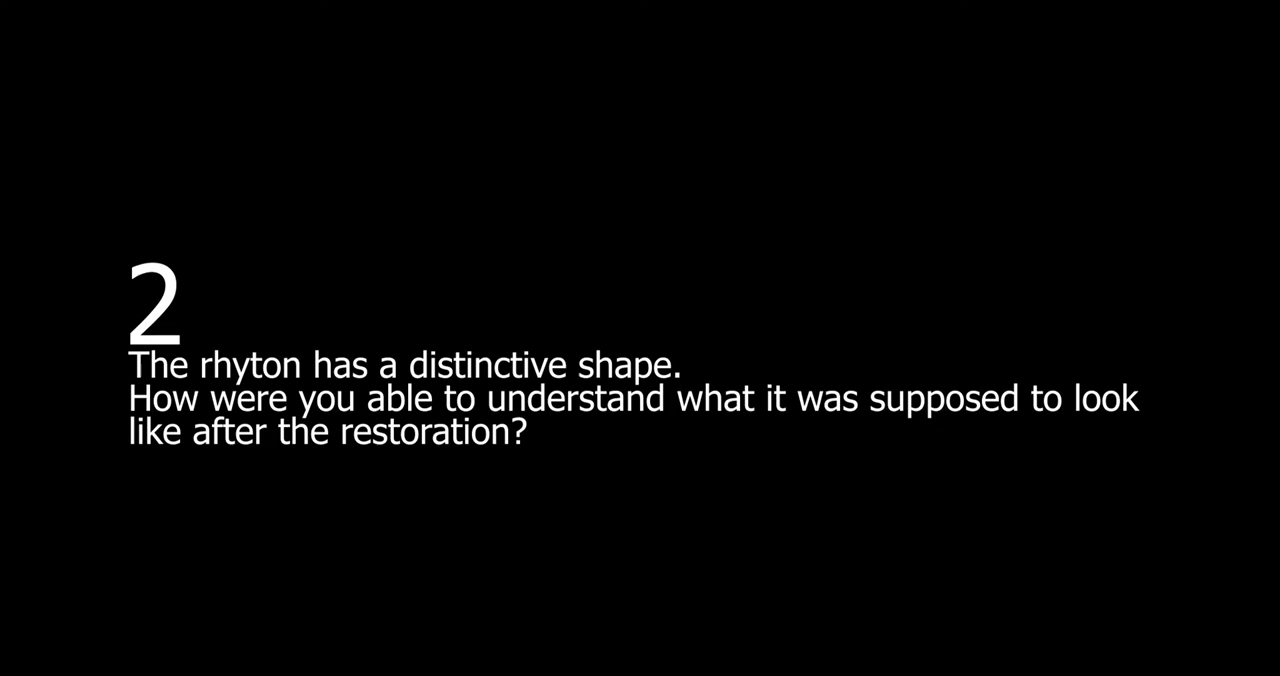 2
The rhyton has a distinctive shape.
How were you able to understand what it was supposed to look
like after the restoration?